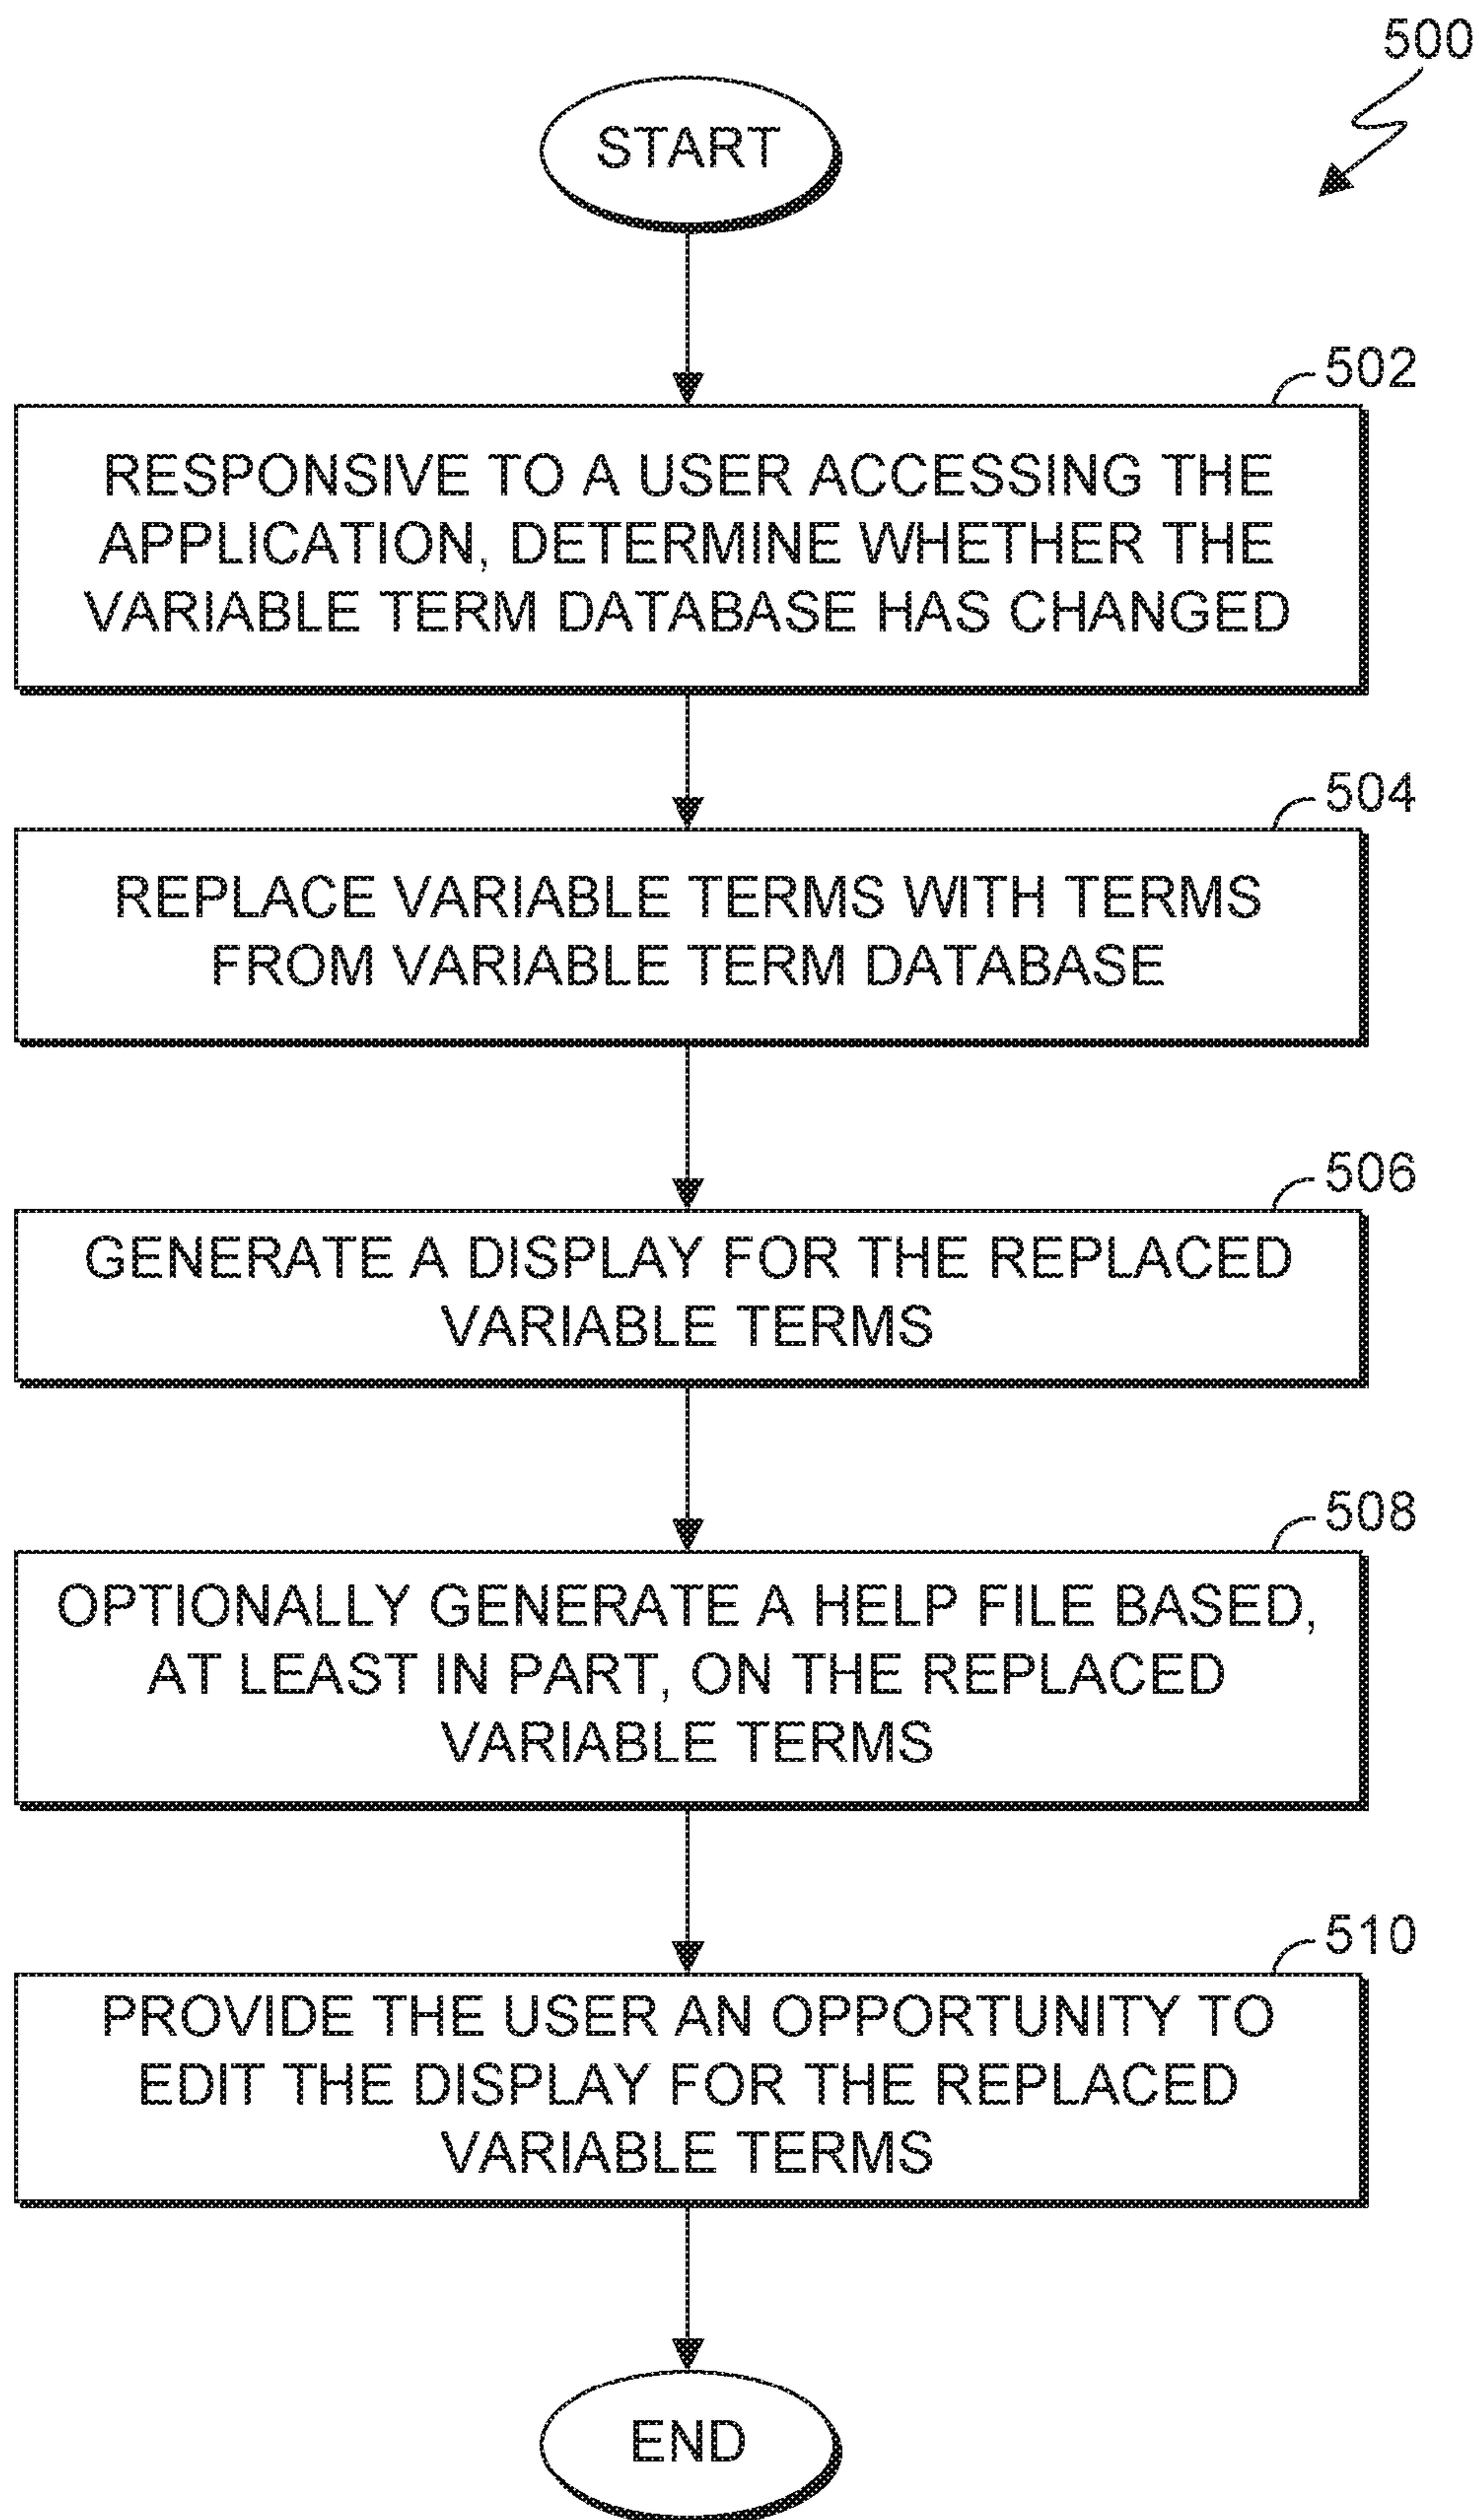 500
START
502
RESPONSIVE TO A USER ACCESSING THE
APPLICATION, DETERMINE WHETHER THE
VARIABLE TERM DATABASE HAS CHANGED
504
REPLACE VARIABLE TERMS WITH TERMS
FROM VARIABLE TERM DATABASE
506
GENERATE A DISPLAY FOR THE REPLACED
VARIABLE TERMS
508
OPTIONALLY GENERATE A HELP FILE BASED,
AT LEAST IN PART, ON THE REPLACED
VARIABLE TERMS
510
PROVIDE THE USER AN OPPORTUNITY TO
EDIT THE DISPLAY FOR THE REPLACED
VARIABLE TERMS
END